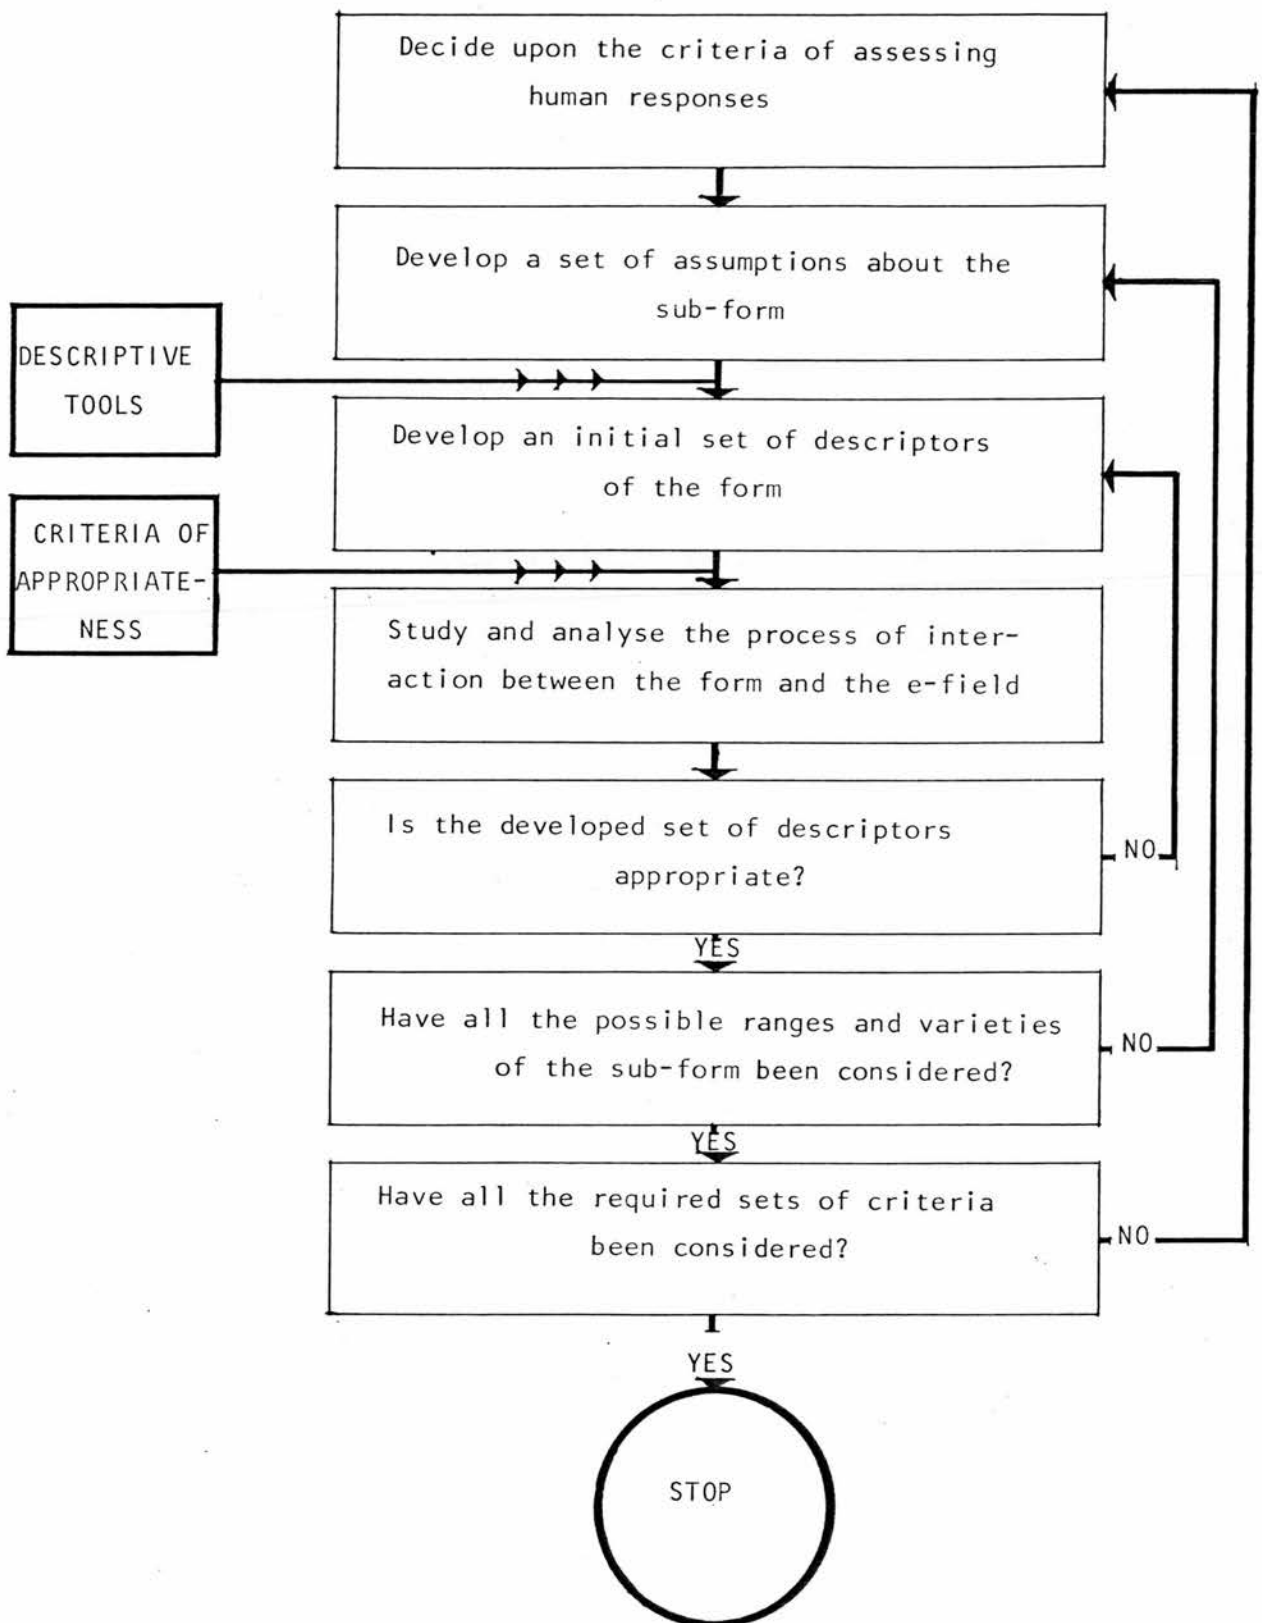 Decide upon the criteria of assessing
human responses
Develop a set of assumptions about the
sub-form
DESCRIPTIVE
TOOLS
Develop an initial set of descriptors
of the form
CRITERIA OF
APPROPRIATE-
NESS
Study and analyse the process of inter-
action between the form and the e-field
Is the developed set of descriptors
appropriate?
NO
YES
Have all the possible ranges and varieties
of the sub-form been considered?
NO
YES
Have all the required sets of criteria
been considered?
NO
YES
STOP